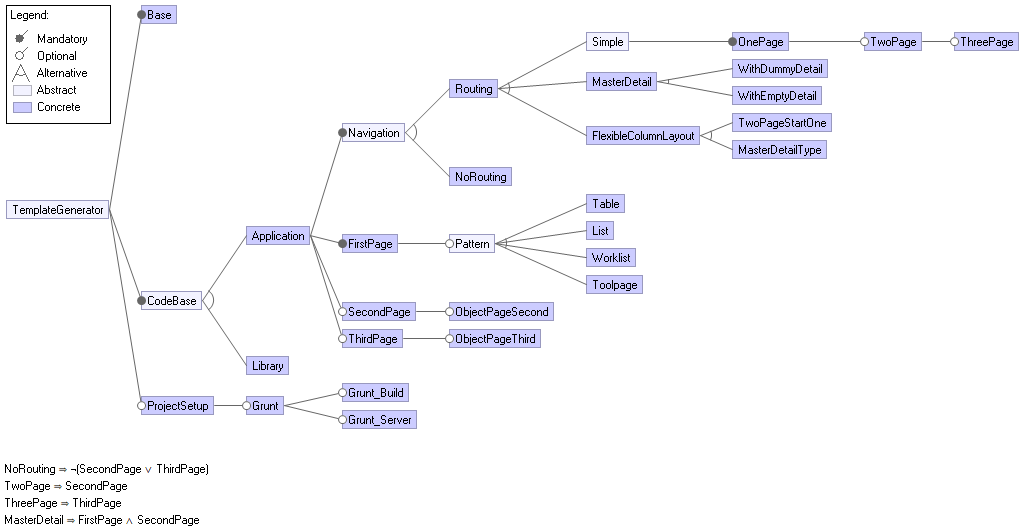 Legend:
Mandatory
Optional
Alternative
Abstract
Concrete
Base
Simple
OnePage
TwoPage
ThreePage
WithDummyDetail
MasterDetail
Routing
WithEmptyDetail
TwoPageStartOne
Navigation
FlexibleColumnLayout
MasterDetailType
NoRouting
Table
TemplateGenerator
List
Application
FirstPage
Pattern
Worklist
Toolpage
CodeBase
SecondPage
ObjectPageSecond
ThirdPage
ObjectPageThird
Library
Grunt_Build
ProjectSetup
Grunt
Grunt_Server
NoRouting ⇒ ¬(SecondPage ∨ ThirdPage)
TwoPage ⇒ SecondPage
ThreePage ⇒ ThirdPage
MasterDetail ⇒ FirstPage ∧ SecondPage